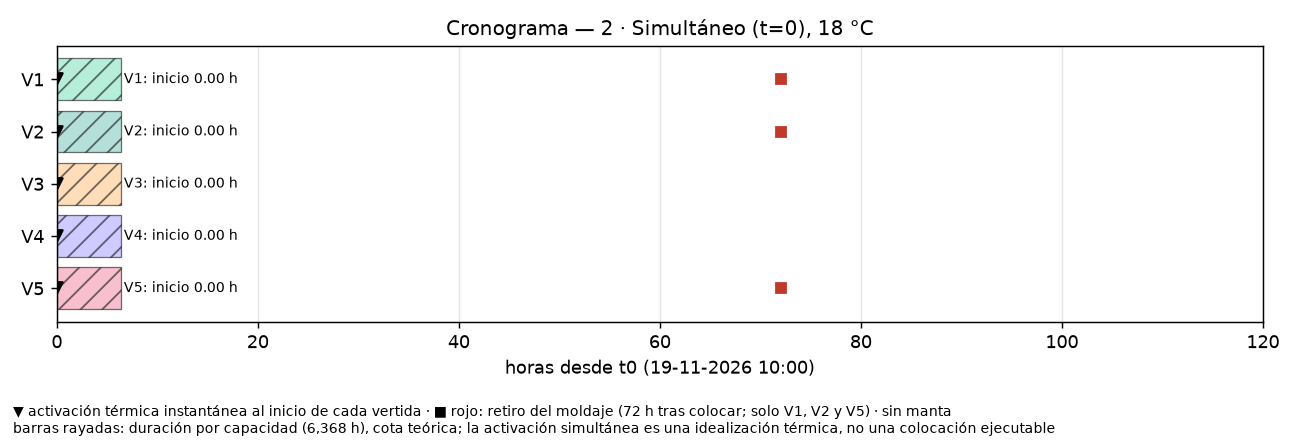 Cronograma — 2 · Simultáneo (t=0), 18 °C
V1 V1: inicio 0.00 h
V2 V2: inicio 0.00 h
V3 V3: inicio 0.00 h
V4 V4: inicio 0.00 h
V5 V5: inicio 0.00 h
0 20 40 60 80 100 120
horas desde t0 (19-11-2026 10:00)
▼ activación térmica instantánea al inicio de cada vertida · ■ rojo: retiro del moldaje (72 h tras colocar; solo V1, V2 y V5) · sin manta
barras rayadas: duración por capacidad (6,368 h), cota teórica; la activación simultánea es una idealización térmica, no una colocación ejecutable